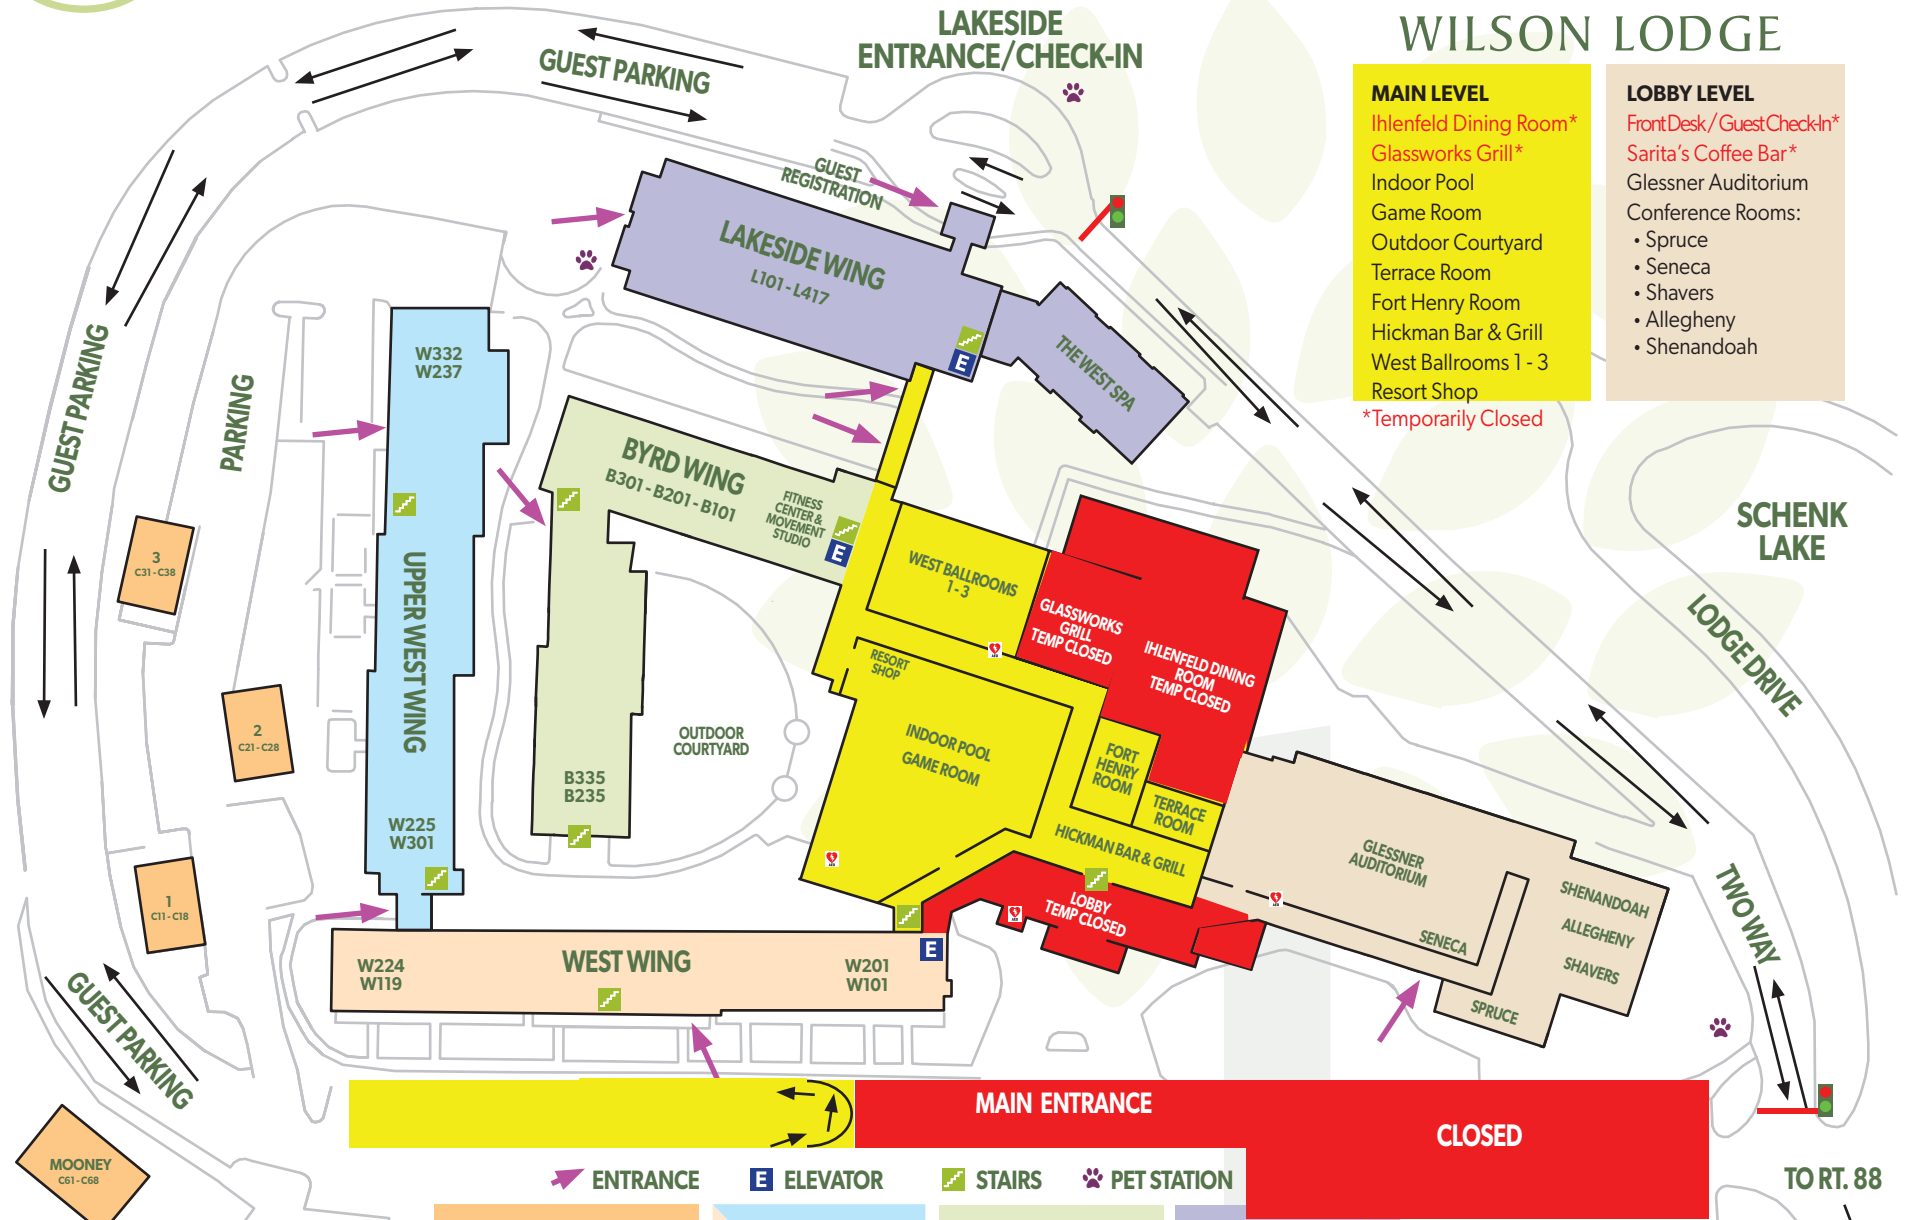 LAKESIDE
ENTRANCE/CHECK-IN
WILSON LODGE
MAIN LEVEL
Ihlenfeld Dining Room*
Glassworks Grill*
Indoor Pool
Game Room
Outdoor Courtyard
Terrace Room
Fort Henry Room
Hickman Bar & Grill
West Ballrooms 1 - 3
Resort Shop
*Temporarily Closed
LOBBY LEVEL
Front Desk / Guest Check-In*
Sarita's Coffee Bar*
Glessner Auditorium
Conference Rooms:
• Spruce
• Seneca
• Shavers
• Allegheny
• Shenandoah
GUEST PARKING
GUEST
REGISTRATION
LAKESIDE WING
L101 - L417
E
THE WEST SPA
GUEST PARKING
PARKING
W332
W237
UPPER WEST WING
W225
W301
BYRD WING
B301 - B201 - B101
FITNESS
CENTER &
MOVEMENT
STUDIO
E
B335
B235
OUTDOOR
COURTYARD
WEST BALLROOMS
1 - 3
GLASSWORKS
GRILL
TEMP CLOSED
IHLENFELD DINING
ROOM
TEMP CLOSED
RESORT
SHOP
INDOOR POOL
GAME ROOM
FORT
HENRY
ROOM
TERRACE
ROOM
HICKMAN BAR & GRILL
LOBBY
TEMP CLOSED
GLESSNER
AUDITORIUM
SHENANDOAH
ALLEGHENY
SHAVERS
SENECA
SPRUCE
SCHENK
LAKE
LODGE DRIVE
TWO WAY
3
C31 - C38
2
C21 - C28
1
C11 - C18
WEST WING
W224
W119
W201
W101
E
GUEST PARKING
MOONEY
C61 - C68
MAIN ENTRANCE
CLOSED
ENTRANCE
E ELEVATOR
STAIRS
PET STATION
TO RT. 88